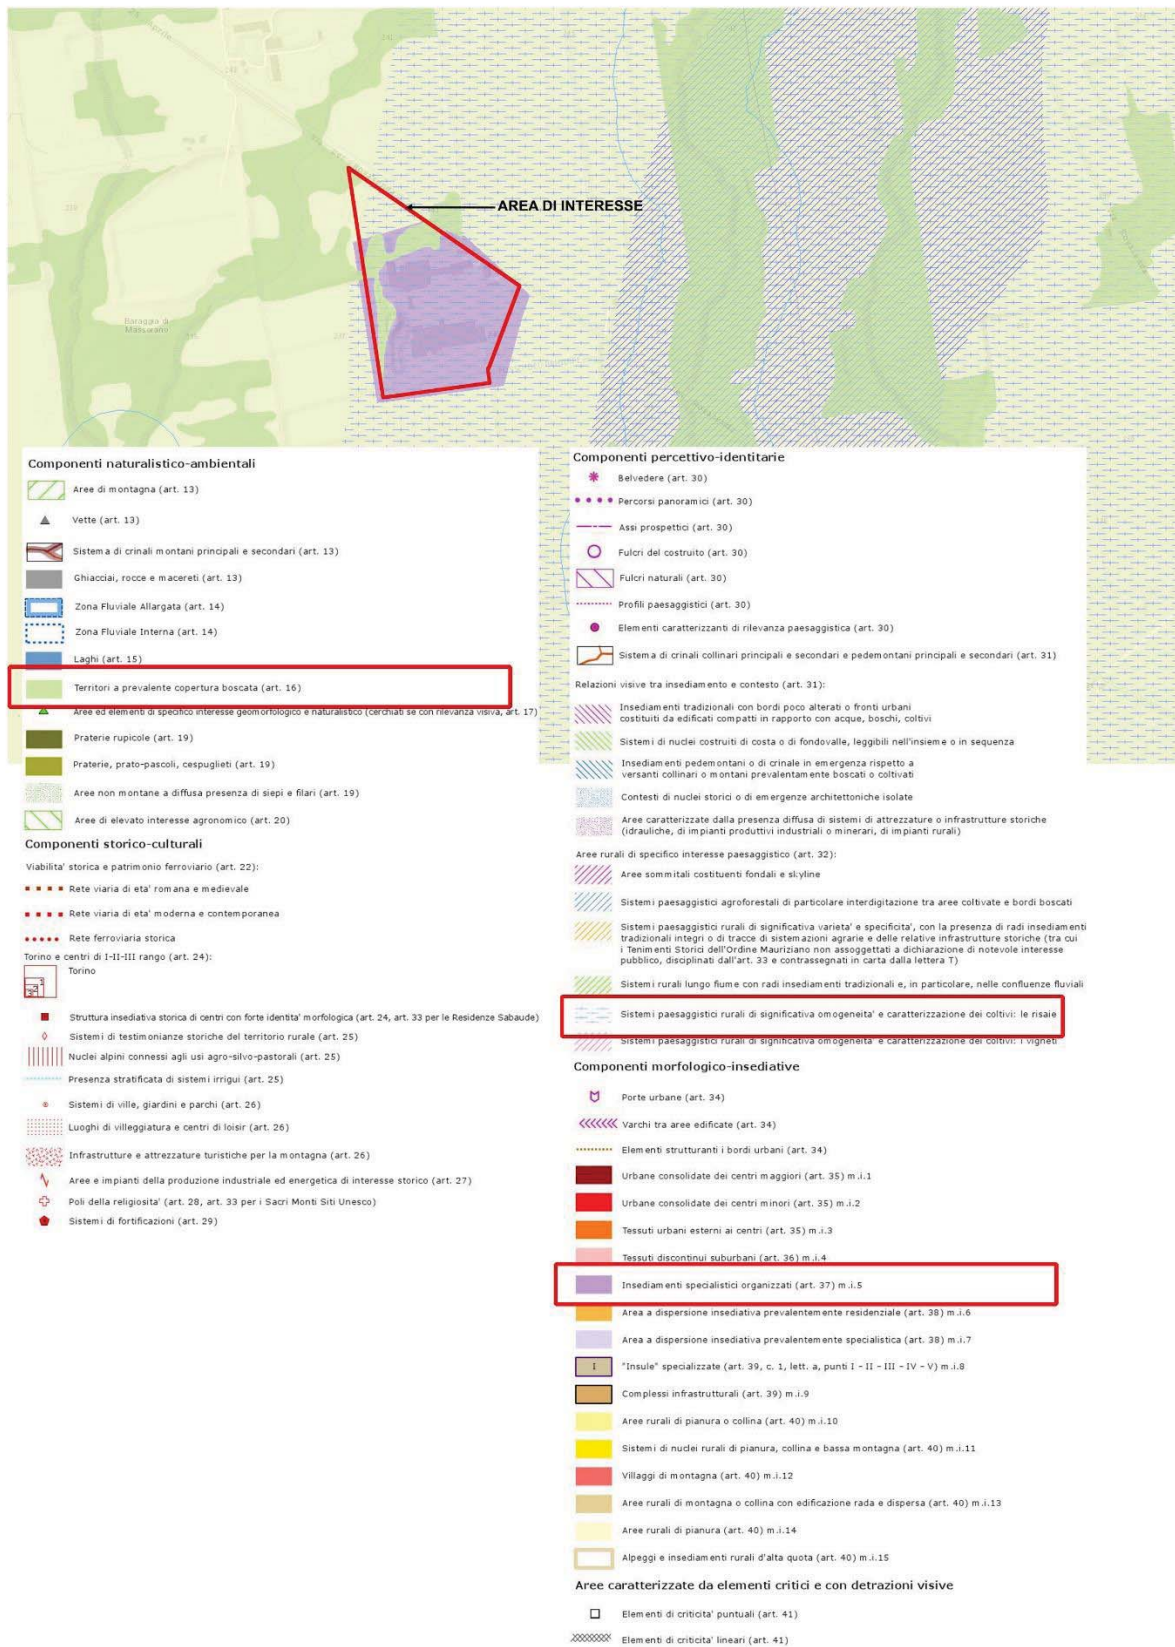 AREA DI INTERESSE
Baraggia di
Massarano
Componenti naturalistico-ambientali
Aree di montagna (art. 13)
Vette (art. 13)
Sistema di crinali montani principali e secondari (art. 13)
Ghiacciai, rocce e macereti (art. 13)
Zona Fluviale Allargata (art. 14)
Zona Fluviale Interna (art. 14)
Laghi (art. 15)
Territori a prevalente copertura boscata (art. 16)
Aree ed elementi di specifico interesse geomorfologico e naturalistico (cerchiati se con rilevanza visiva, art. 17)
Praterie rupicole (art. 19)
Praterie, prato-pascoli, cespuglieti (art. 19)
Aree non montane a diffusa presenza di siepi e filari (art. 19)
Aree di elevato interesse agronomico (art. 20)
Componenti storico-culturali
Viabilita' storica e patrimonio ferroviario (art. 22):
Rete viaria di eta' romana e medievale
Rete viaria di eta' moderna e contemporanea
Rete ferroviaria storica
Torino e centri di I-II-III rango (art. 24):
Torino
Struttura insediativa storica di centri con forte identita' morfologica (art. 24, art. 33 per le Residenze Sabaude)
Sistemi di testimonianze storiche del territorio rurale (art. 25)
Nuclei alpini connessi agli usi agro-silvo-pastorali (art. 25)
Presenza stratificata di sistemi irrigui (art. 25)
Sistemi di ville, giardini e parchi (art. 26)
Luoghi di villeggiatura e centri di loisir (art. 26)
Infrastrutture e attrezzature turistiche per la montagna (art. 26)
Aree e impianti della produzione industriale ed energetica di interesse storico (art. 27)
Poli della religiosita' (art. 28, art. 33 per i Sacri Monti Siti Unesco)
Sistemi di fortificazioni (art. 29)
Componenti percettivo-identitarie
Belvedere (art. 30)
Percorsi panoramici (art. 30)
Assi prospettici (art. 30)
Fulcri del costruito (art. 30)
Fulcri naturali (art. 30)
Profili paesaggistici (art. 30)
Elementi caratterizzanti di rilevanza paesaggistica (art. 30)
Sistema di crinali collinari principali e secondari e pedemontani principali e secondari (art. 31)
Relazioni visive tra insediamento e contesto (art. 31):
Insediamenti tradizionali con bordi poco alterati o fronti urbani
costituiti da edificati compatti in rapporto con acque, boschi, coltivi
Sistemi di nuclei costruiti di costa o di fondovalle, leggibili nell'insieme o in sequenza
Insediamenti pedemontani o di crinale in emergenza rispetto a
versanti collinari o montani prevalentamente boscati o coltivati
Contesti di nuclei storici o di emergenze architettoniche isolate
Aree caratterizzate dalla presenza diffusa di sistemi di attrezzature o infrastrutture storiche
(idrauliche, di impianti produttivi industriali o minerari, di impianti rurali)
Aree rurali di specifico interesse paesaggistico (art. 32):
Aree sommitali costituenti fondali e skyline
Sistemi paesaggistici agroforestali di particolare interdigitazione tra aree coltivate e bordi boscati
Sistemi paesaggistici rurali di significativa varieta' e specificita', con la presenza di radi insediamenti
tradizionali integri o di tracce di sistemazioni agrarie e delle relative infrastrutture storiche (tra cui
i Tenimenti Storici dell'Ordine Mauriziano non assoggettati a dichiarazione di notevole interesse
pubblico, disciplinati dall'art. 33 e contrassegnati in carta dalla lettera T)
Sistemi rurali lungo fiume con radi insediamenti tradizionali e, in particolare, nelle confluenze fluviali
Sistemi paesaggistici rurali di significativa omogeneita' e caratterizzazione dei coltivi: le risaie
Sistemi paesaggistici rurali di significativa omogeneita' e caratterizzazione dei coltivi: i vigneti
Componenti morfologico-insediative
Porte urbane (art. 34)
Varchi tra aree edificate (art. 34)
Elementi strutturanti i bordi urbani (art. 34)
Urbane consolidate dei centri maggiori (art. 35) m.i.1
Urbane consolidate dei centri minori (art. 35) m.i.2
Tessuti urbani esterni ai centri (art. 35) m.i.3
Tessuti discontinui suburbani (art. 36) m.i.4
Insediamenti specialistici organizzati (art. 37) m.i.5
Area a dispersione insediativa prevalentemente residenziale (art. 38) m.i.6
Area a dispersione insediativa prevalentemente specialistica (art. 38) m.i.7
I "Insule" specializzate (art. 39, c. 1, lett. a, punti I - II - III - IV - V) m.i.8
Complessi infrastrutturali (art. 39) m.i.9
Aree rurali di pianura o collina (art. 40) m.i.10
Sistemi di nuclei rurali di pianura, collina e bassa montagna (art. 40) m.i.11
Villaggi di montagna (art. 40) m.i.12
Aree rurali di montagna o collina con edificazione rada e dispersa (art. 40) m.i.13
Aree rurali di pianura (art. 40) m.i.14
Alpeggi e insediamenti rurali d'alta quota (art. 40) m.i.15
Aree caratterizzate da elementi critici e con detrazioni visive
Elementi di criticita' puntuali (art. 41)
Elementi di criticita' lineari (art. 41)